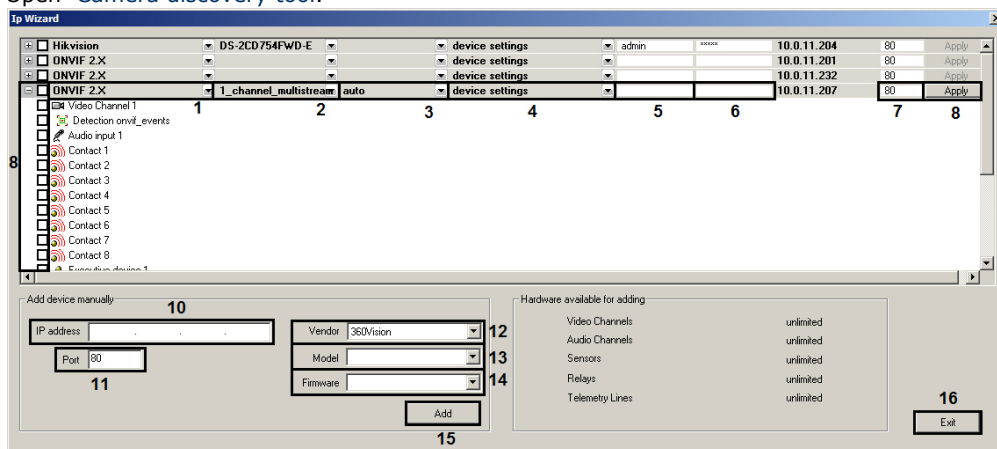 Open "Camera discovery tool.
Ip Wizard
Hikvision DS-2CD754FWD-E device settings admin ***** 10.0.11.204 80 Apply
ONVIF 2.X device settings 10.0.11.201 80 Apply
ONVIF 2.X device settings 10.0.11.232 80 Apply
ONVIF 2.X 1_channel_multistream auto device settings 10.0.11.207 80 Apply
1 2 3 4 5 6 7 8
Video Channel 1
Detection onvif_events
Audio input 1
Contact 1
8 Contact 2
Contact 3
Contact 4
Contact 5
Contact 6
Contact 7
Contact 8
Executive device 1
Add device manually
10
IP address . . .
Port 80
11
Vendor 360Vision 12
Model 13
Firmware 14
Add
15
Hardware available for adding
Video Channels unlimited
Audio Channels unlimited
Sensors unlimited
Relays unlimited
Telemetry Lines unlimited
16
Exit